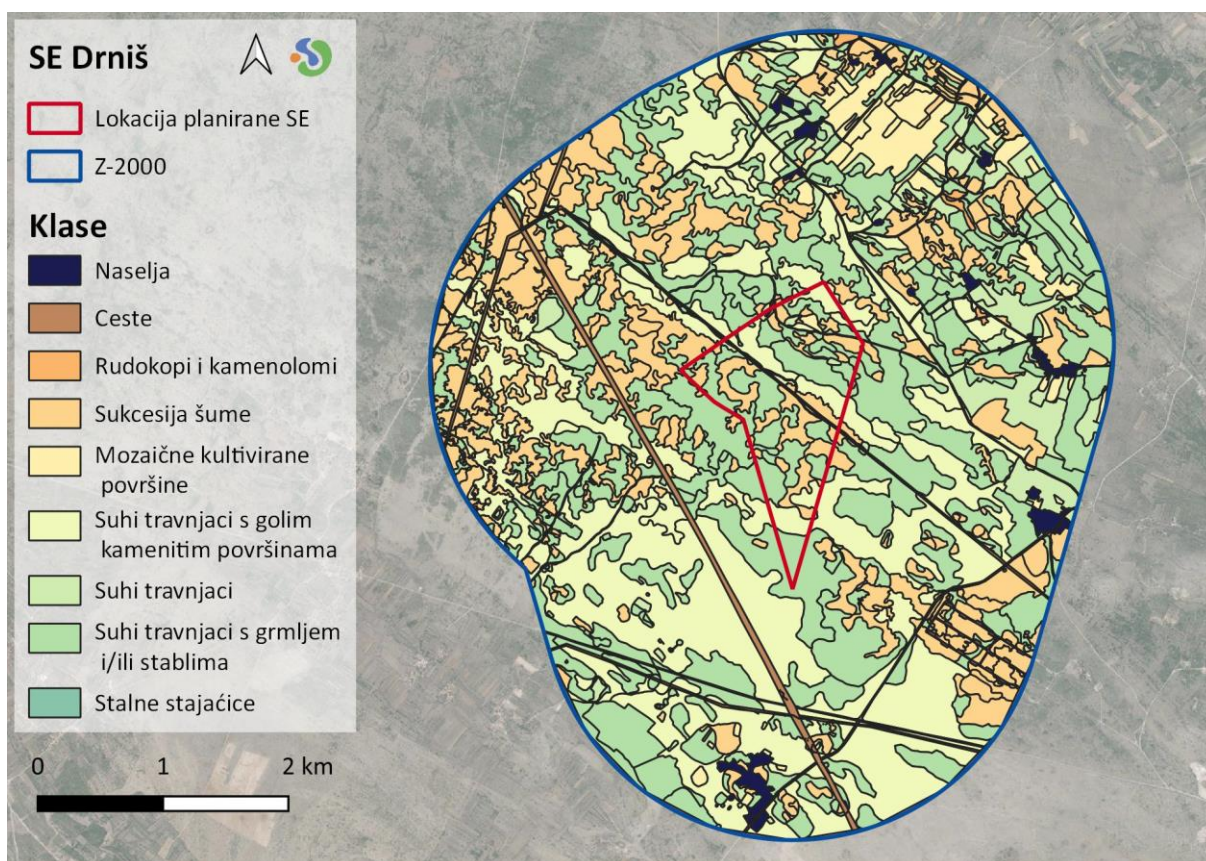 SE Drniš
Lokacija planirane SE
Z-2000
Klase
Naselja
Ceste
Rudokopi i kamenolomi
Sukcesija šume
Mozaične kultivirane
površine
Suhi travnjaci s golim
kamenitim površinama
Suhi travnjaci
Suhi travnjaci s grmljem
i/ili stablima
Stalne stajaćice
0 1 2 km